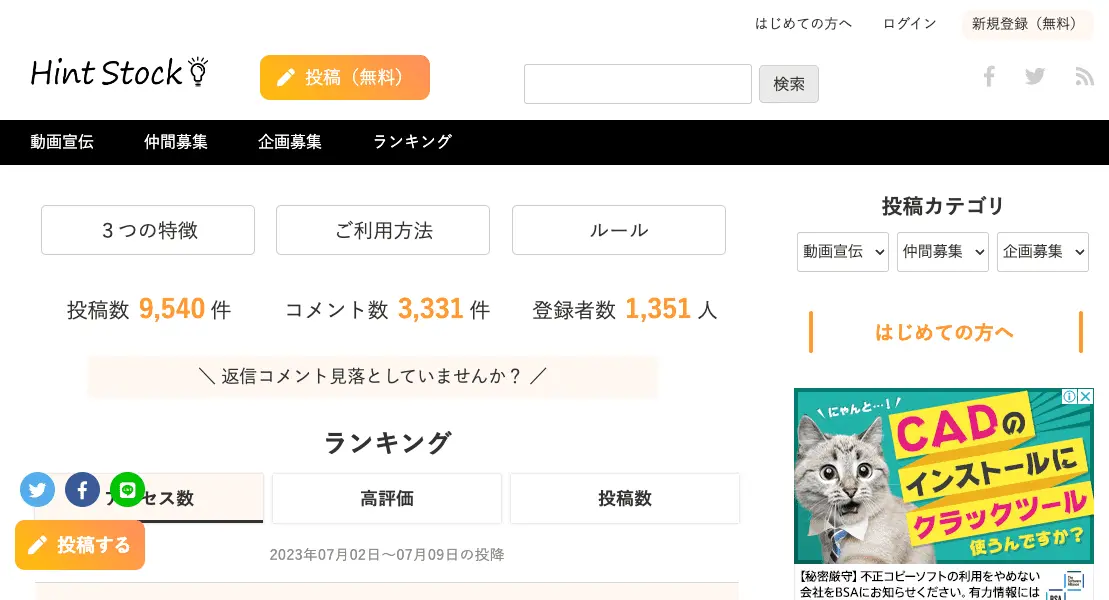 はじめての方へ ログイン 新規登録（無料）
Hint Stock 投稿（無料） 検索
動画宣伝 仲間募集 企画募集 ランキング
投稿カテゴリ
３つの特徴 ご利用方法 ルール
動画宣伝 仲間募集 企画募集
投稿数 9,540 件 コメント数 3,331 件 登録者数 1,351 人
はじめての方へ
＼ 返信コメント見落としていませんか？ ／
ランキング
高評価 投稿数
投稿する
2023年07月02日～07月09日の投降
にゃんと…！
CADの
インストールに
クラックツール
使うんですか？
【秘密厳守】不正コピーソフトの利用をやめない
会社をBSAにお知らせください。有力情報には
BSA